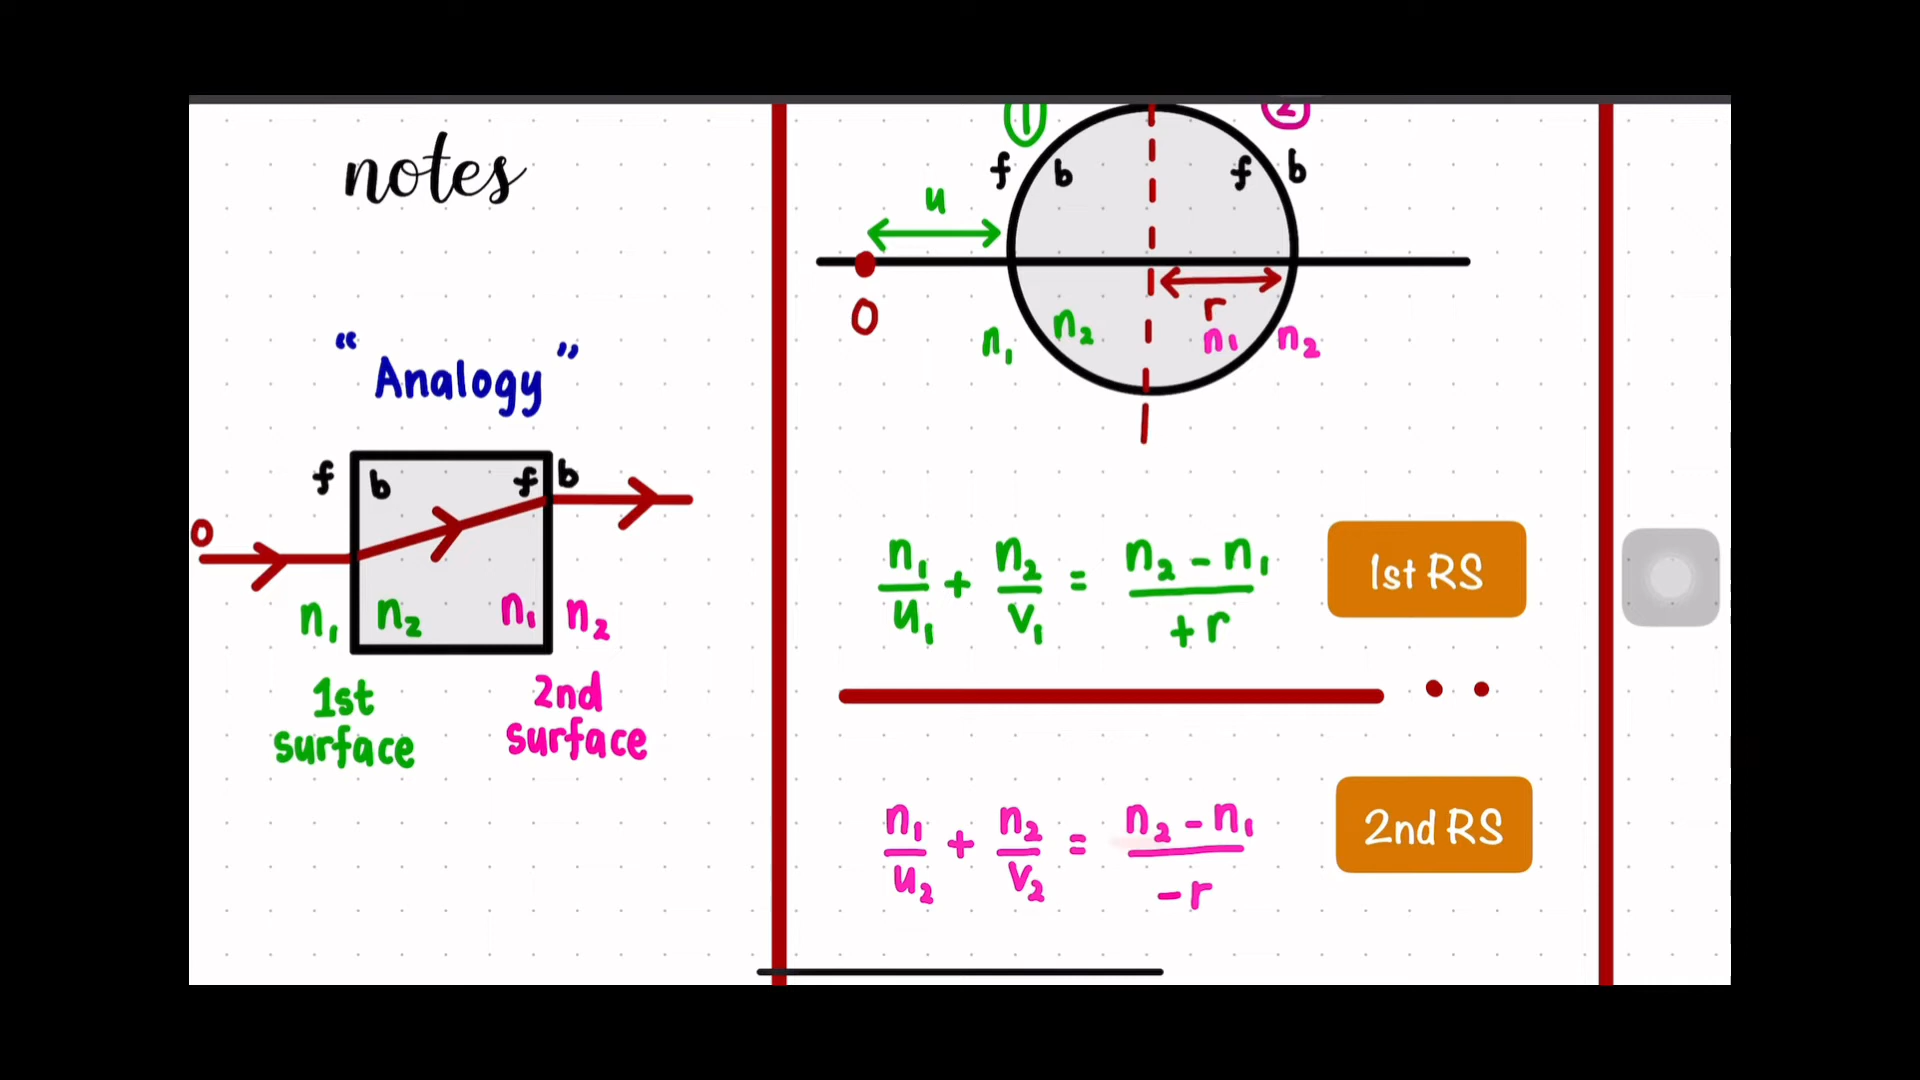 notes
“ Analogy ”
f b f b
O
n₁ n₂ n₁ n₂
1st surface
2nd surface
① ②
f b f b
u
O
r
n₁ n₂ n₁ n₂
n₁/u₁ + n₂/v₁ = (n₂ - n₁)/+r
1st RS
n₁/u₂ + n₂/v₂ = (n₂ - n₁)/-r
2nd RS